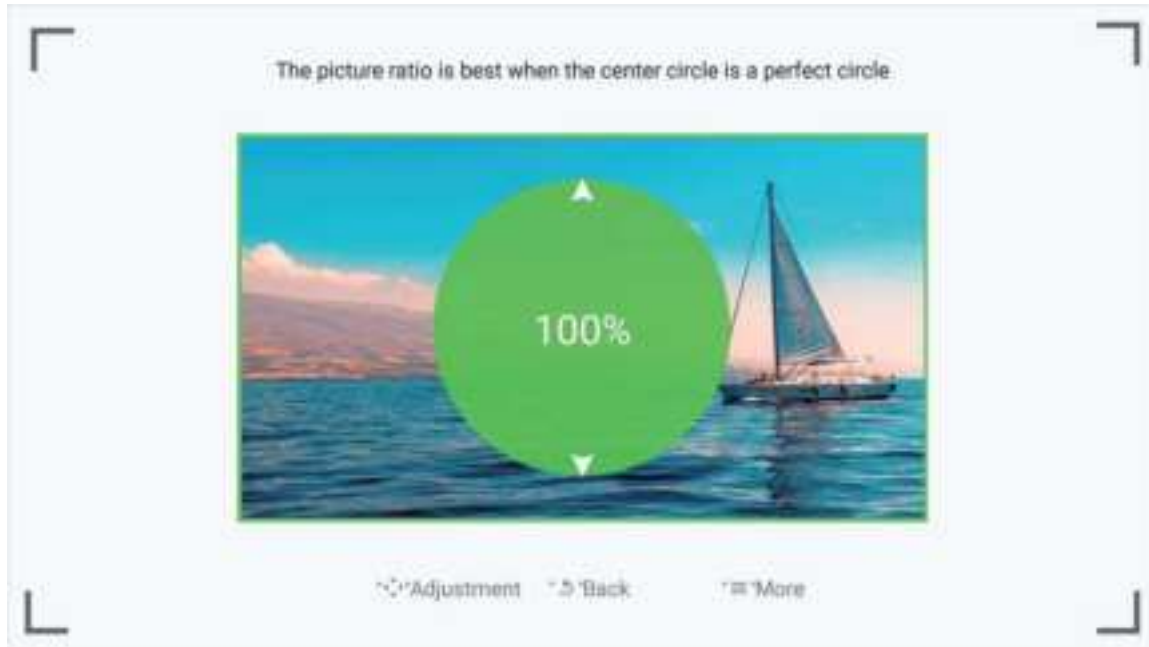 The picture ratio is best when the center circle is a perfect circle
100%
"Adjustment" "Back" "More